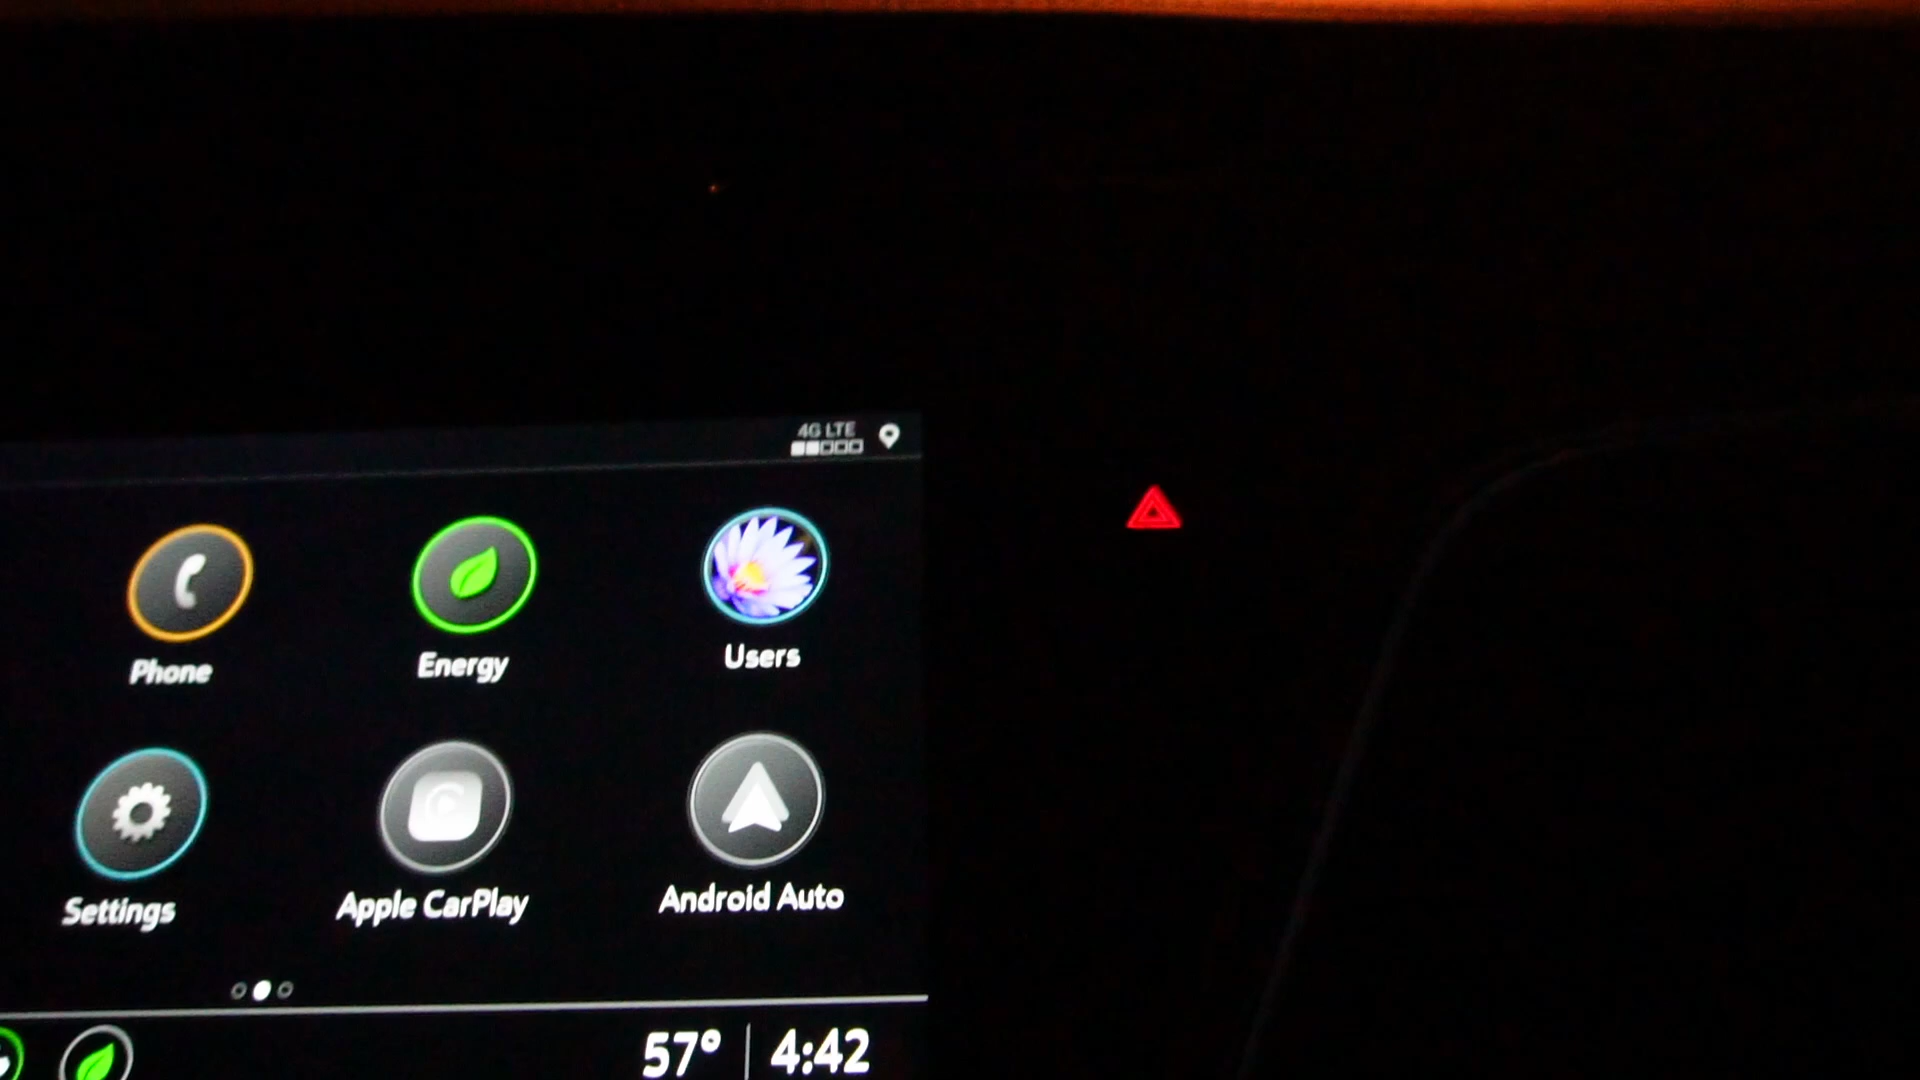 4G LTE
Phone
Energy
Users
Settings
Apple CarPlay
Android Auto
57° 4:42